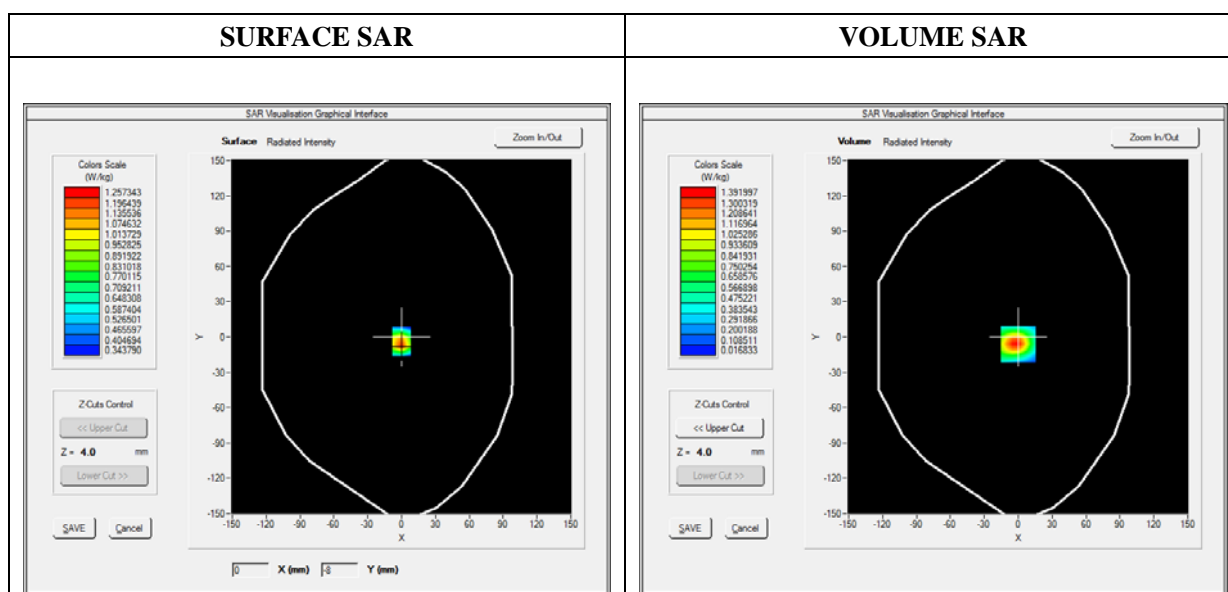 SURFACE SAR
VOLUME SAR
SAR Visualisation Graphical Interface
Surface Radiated Intensity
Zoom In/Out
Colors Scale
(W/kg)
1.257343
1.196439
1.135536
1.074632
1.013729
0.952825
0.891922
0.831018
0.770115
0.709211
0.648308
0.587404
0.526501
0.465597
0.404694
0.343790
Z-Cuts Control
<< Upper Cut
Z = 4.0 mm
Lower Cut >>
SAVE
Cancel
150
120
90
60
30
0
-30
-60
-90
-120
-150
Y
-150 -120 -90 -60 -30 0 30 60 90 120 150
X
0 X (mm) -8 Y (mm)
SAR Visualisation Graphical Interface
Volume Radiated Intensity
Zoom In/Out
Colors Scale
(W/kg)
1.391997
1.300319
1.208641
1.116964
1.025286
0.933609
0.841931
0.750254
0.658576
0.566898
0.475221
0.383543
0.291866
0.200188
0.108511
0.016833
Z-Cuts Control
<< Upper Cut
Z = 4.0 mm
Lower Cut >>
SAVE
Cancel
150
120
90
60
30
0
-30
-60
-90
-120
-150
Y
-150 -120 -90 -60 -30 0 30 60 90 120 150
X